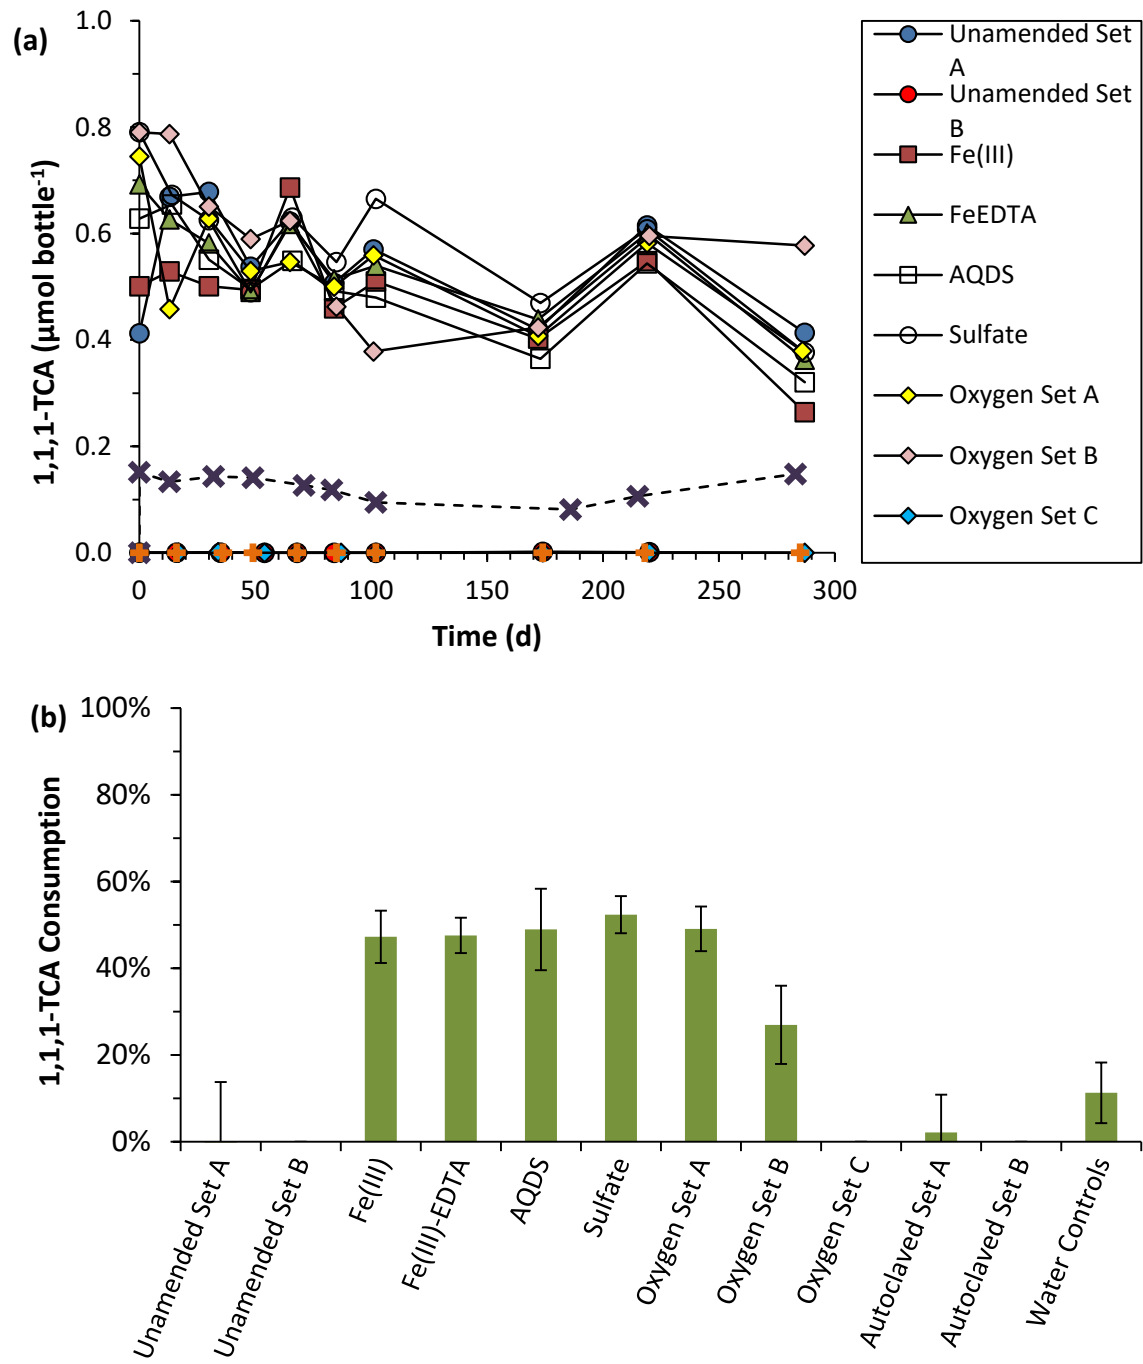 (a)
1.0
0.8
0.6
0.4
0.2
0.0
1,1,1-TCA (µmol bottle-1)
0 50 100 150 200 250 300
Time (d)
Unamended Set
A
Unamended Set
B
Fe(III)
FeEDTA
AQDS
Sulfate
Oxygen Set A
Oxygen Set B
Oxygen Set C
(b)
100%
80%
60%
40%
20%
0%
1,1,1-TCA Consumption
Unamended Set A
Unamended Set B
Fe(III)
Fe(III)-EDTA
AQDS
Sulfate
Oxygen Set A
Oxygen Set B
Oxygen Set C
Autoclaved Set A
Autoclaved Set B
Water Controls